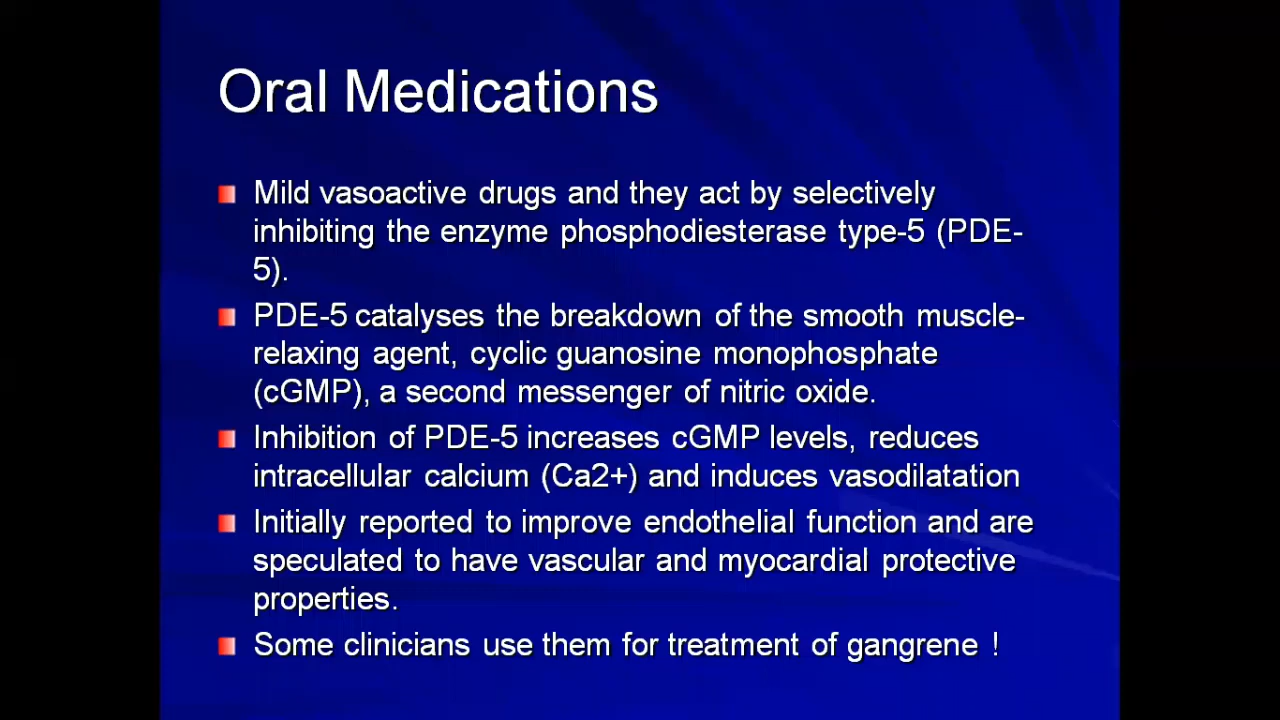 Oral Medications
Mild vasoactive drugs and they act by selectively
inhibiting the enzyme phosphodiesterase type-5 (PDE-
5).
PDE-5 catalyses the breakdown of the smooth muscle-
relaxing agent, cyclic guanosine monophosphate
(cGMP), a second messenger of nitric oxide.
Inhibition of PDE-5 increases cGMP levels, reduces
intracellular calcium (Ca2+) and induces vasodilatation
Initially reported to improve endothelial function and are
speculated to have vascular and myocardial protective
properties.
Some clinicians use them for treatment of gangrene !